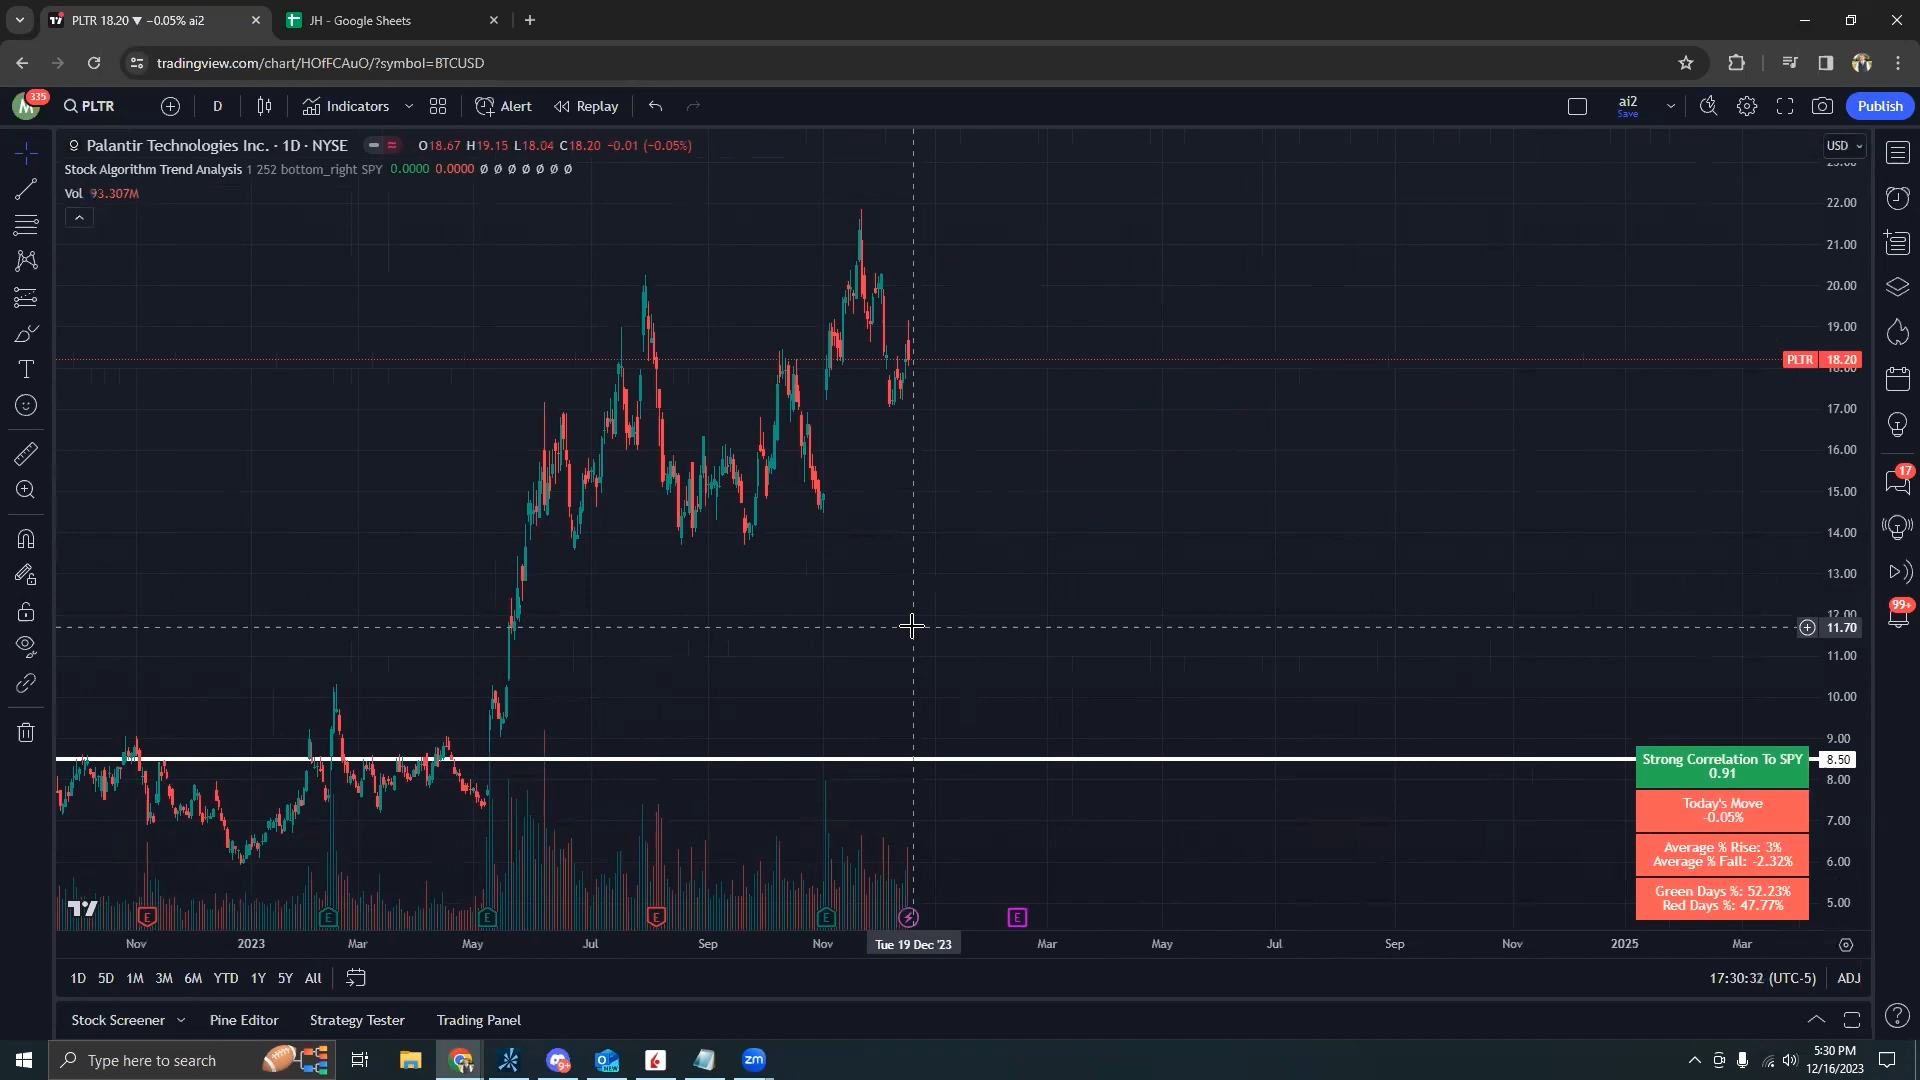 PLTR 18.20 ▼ −0.05% ai2
JH - Google Sheets
tradingview.com/chart/HOfFCAuO/?symbol=BTCUSD
M
335
PLTR
D
Indicators
Alert
Replay
ai2
Save
Publish
Palantir Technologies Inc. · 1D · NYSE
O18.67 H19.15 L18.04 C18.20 −0.01 (−0.05%)
USD
Stock Algorithm Trend Analysis 1 252 bottom_right SPY 0.0000 0.0000 Ø Ø Ø Ø Ø Ø Ø
Vol 93.307M
23.00
22.00
21.00
20.00
19.00
PLTR 18.20
18.00
17.00
16.00
15.00
14.00
13.00
12.00
11.70
11.00
10.00
9.00
8.50
8.00
7.00
6.00
5.00
17
99+
Strong Correlation To SPY
0.91
Today's Move
-0.05%
Average % Rise: 3%
Average % Fall: -2.32%
Green Days %: 52.23%
Red Days %: 47.77%
E E E E E E
Nov 2023 Mar May Jul Sep Nov Tue 19 Dec '23 Mar May Jul Sep Nov 2025 Mar
1D 5D 1M 3M 6M YTD 1Y 5Y All
17:30:32 (UTC-5) ADJ
Stock Screener Pine Editor Strategy Tester Trading Panel
Type here to search
9+
NEW
zm
5:30 PM
12/16/2023